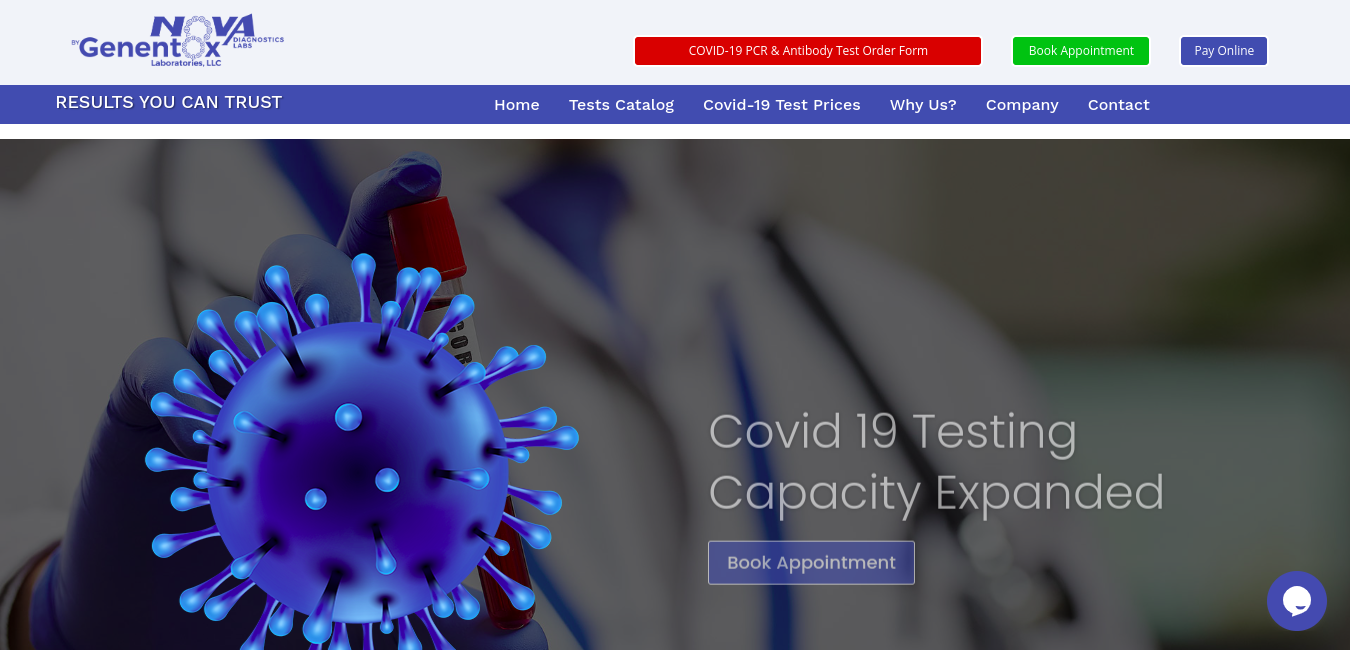 NOVA
DIAGNOSTICS
LABS
BY Genentox
Laboratories, LLC
COVID-19 PCR & Antibody Test Order Form
Book Appointment
Pay Online
RESULTS YOU CAN TRUST
Home
Tests Catalog
Covid-19 Test Prices
Why Us?
Company
Contact
Covid 19 Testing
Capacity Expanded
Book Appointment